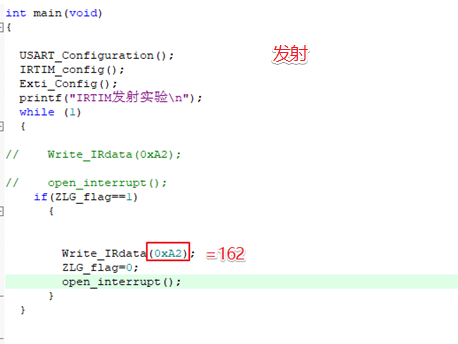 int main(void)
{
USART_Configuration();
发射
IRTIM_config();
Exti_Config();
printf("IRTIM发射实验\n");
while (1)
{
// Write_IRdata(0xA2);
// open_interrupt();
if(ZLG_flag==1)
{
Write_IRdata(0xA2); =162
ZLG_flag=0;
open_interrupt();
}
}
}